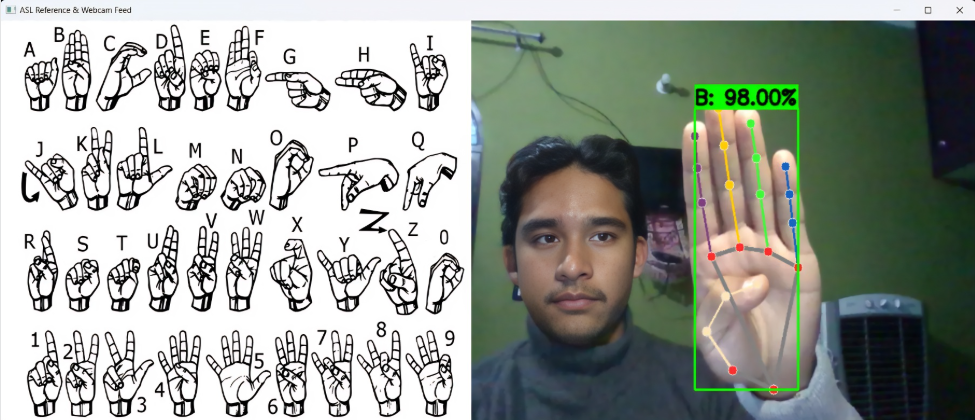 ASL Reference & Webcam Feed
A B C D E F G H I
J K L M N O P Q
R S T U V W X Y Z Z 0
1 2 3 4 5 6 7 8 9
B: 98.00%